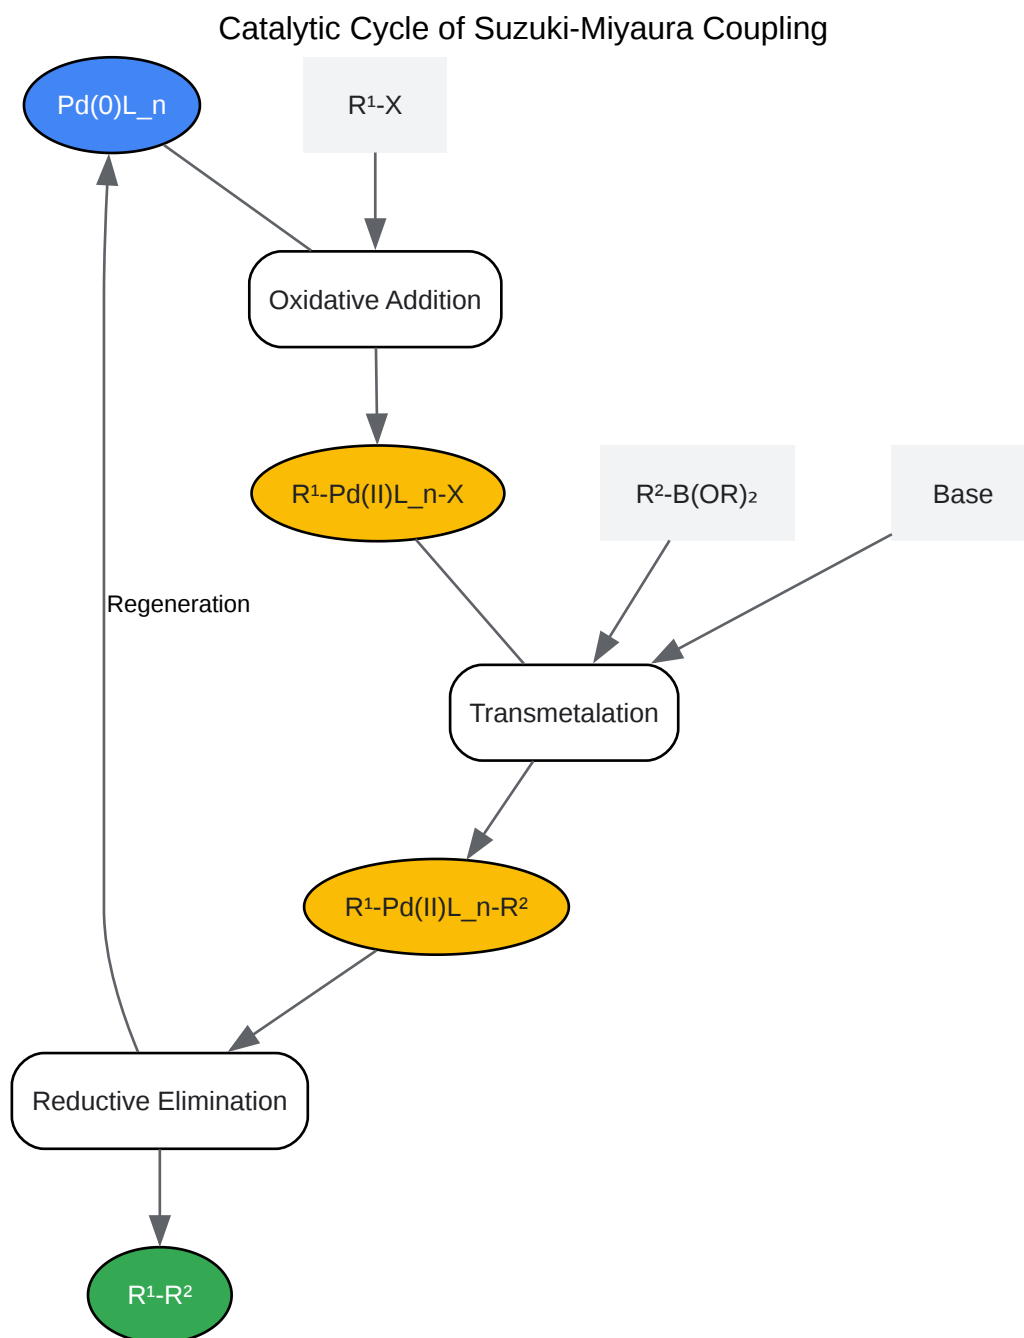 Catalytic Cycle of Suzuki-Miyaura Coupling
Pd(0)L_n
R¹-X
Oxidative Addition
R¹-Pd(II)L_n-X
R²-B(OR)₂
Base
Regeneration
Transmetalation
R¹-Pd(II)L_n-R²
Reductive Elimination
R¹-R²